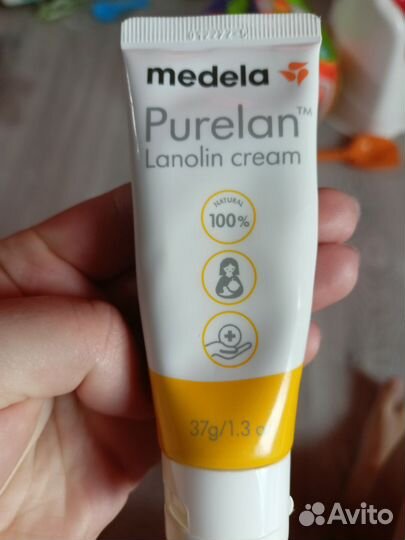 medela
Purelan™
Lanolin cream
NATURAL
100%
37g/1.3
Avito